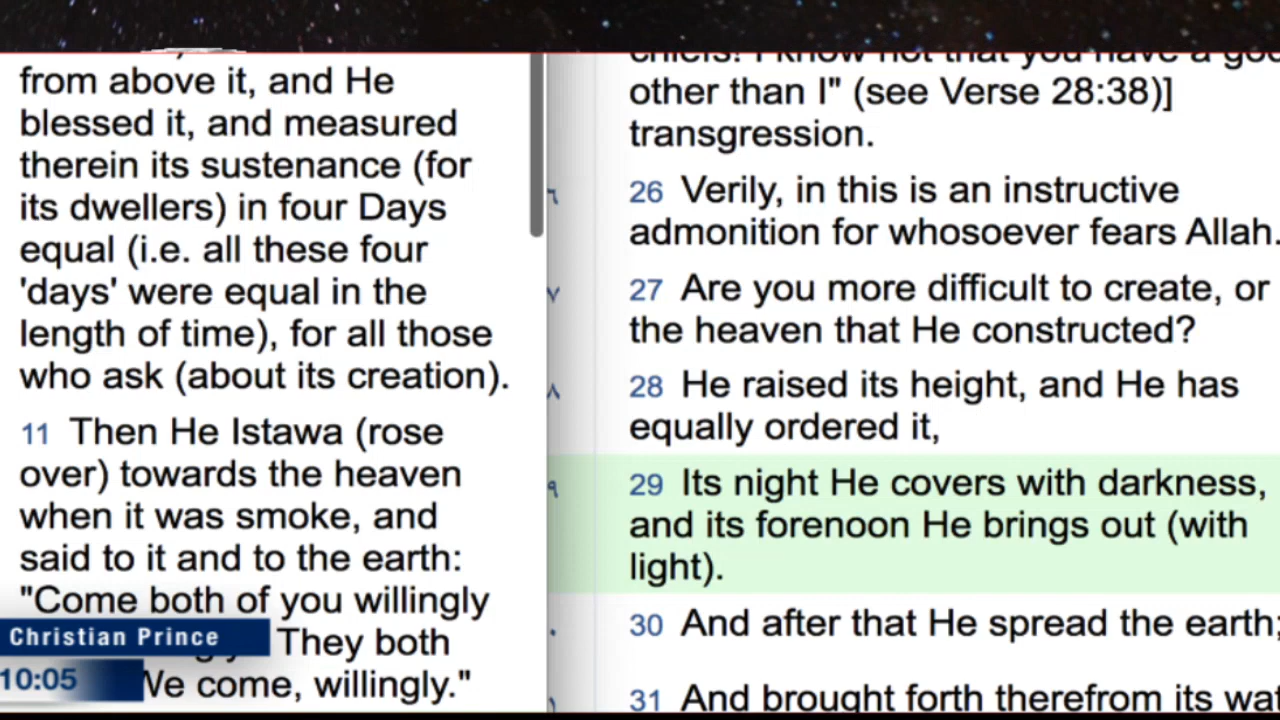 from above it, and He
blessed it, and measured
therein its sustenance (for
its dwellers) in four Days
equal (i.e. all these four
'days' were equal in the
length of time), for all those
who ask (about its creation).
11 Then He Istawa (rose
over) towards the heaven
when it was smoke, and
said to it and to the earth:
"Come both of you willingly
They both
We come, willingly."
Christian Prince
10:05
chiefs! I know not that you have a god
other than I" (see Verse 28:38)]
transgression.
26 Verily, in this is an instructive
admonition for whosoever fears Allah.
27 Are you more difficult to create, or
the heaven that He constructed?
28 He raised its height, and He has
equally ordered it,
29 Its night He covers with darkness,
and its forenoon He brings out (with
light).
30 And after that He spread the earth;
31 And brought forth therefrom its